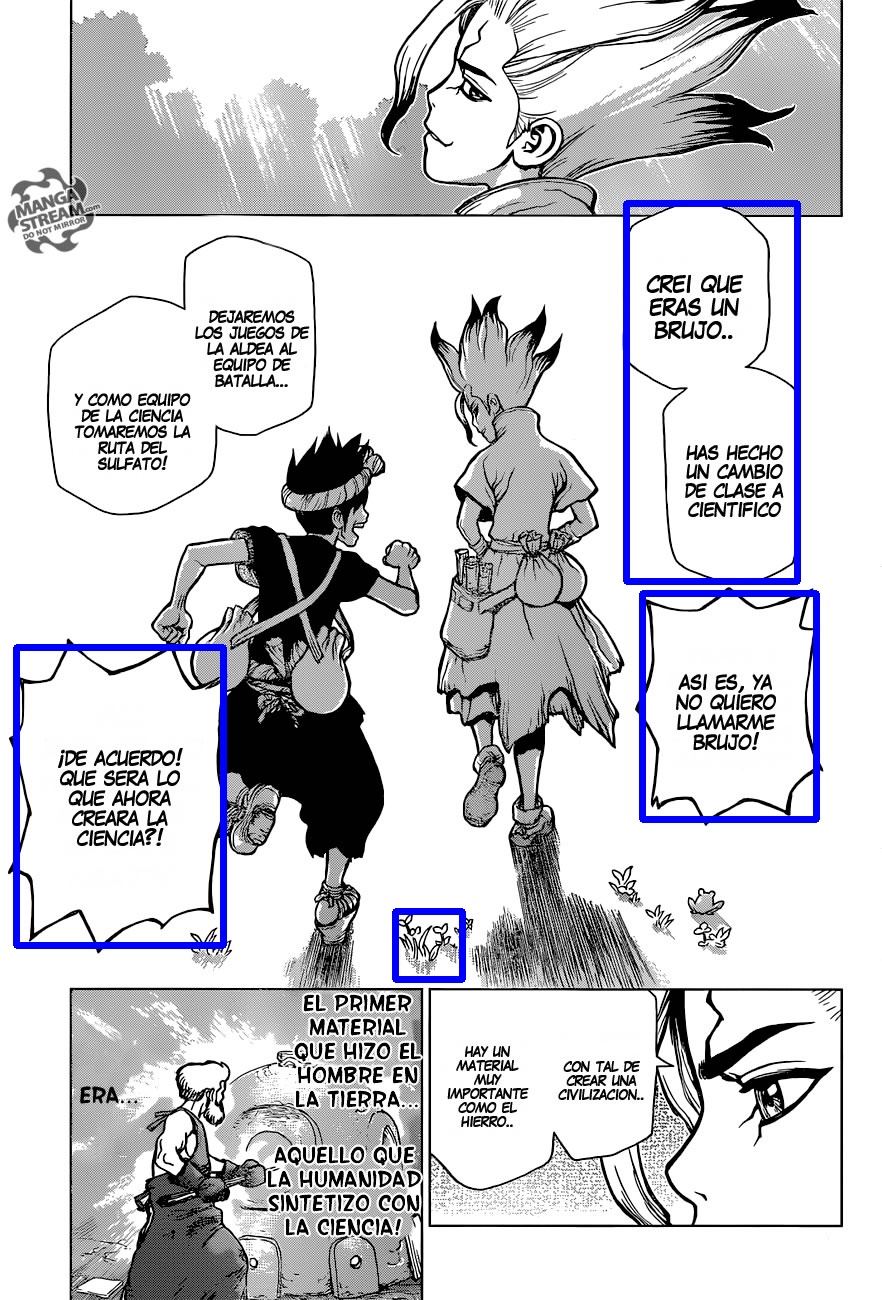 MANGA
STREAM.com
DO NOT MIRROR
CREI QUE
ERAS UN
BRUJO..
HAS HECHO
UN CAMBIO
DE CLASE A
CIENTIFICO
ASI ES, YA
NO QUIERO
LLAMARME
BRUJO!
DEJAREMOS
LOS JUEGOS DE
LA ALDEA AL
EQUIPO DE
BATALLA...
Y COMO EQUIPO
DE LA CIENCIA
TOMAREMOS LA
RUTA DEL
SULFATO!
¡DE ACUERDO!
QUE SERA LO
QUE AHORA
CREARA LA
CIENCIA?!
CON TAL DE
CREAR UNA
CIVILIZACION..
HAY UN
MATERIAL
MUY
IMPORTANTE
COMO EL
HIERRO..
EL PRIMER
MATERIAL
QUE HIZO EL
HOMBRE EN
LA TIERRA...
AQUELLO QUE
LA HUMANIDAD
SINTETIZO CON
LA CIENCIA!
ERA...